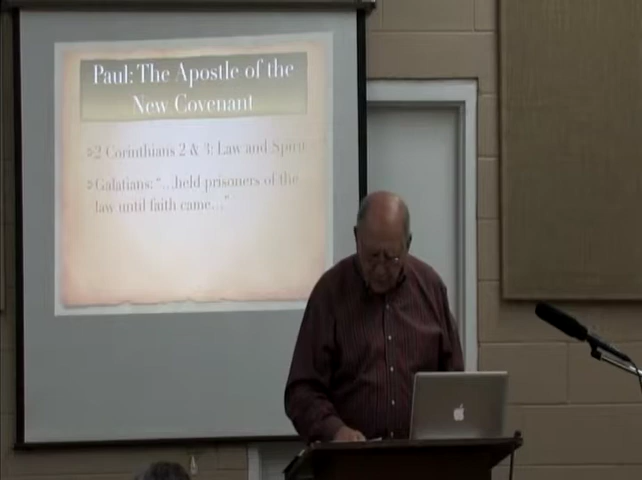 Paul: The Apostle of the
New Covenant
2 Corinthians 2 & 3: Law and Spirit
Galatians: “...held prisoners of the
law until faith came...”